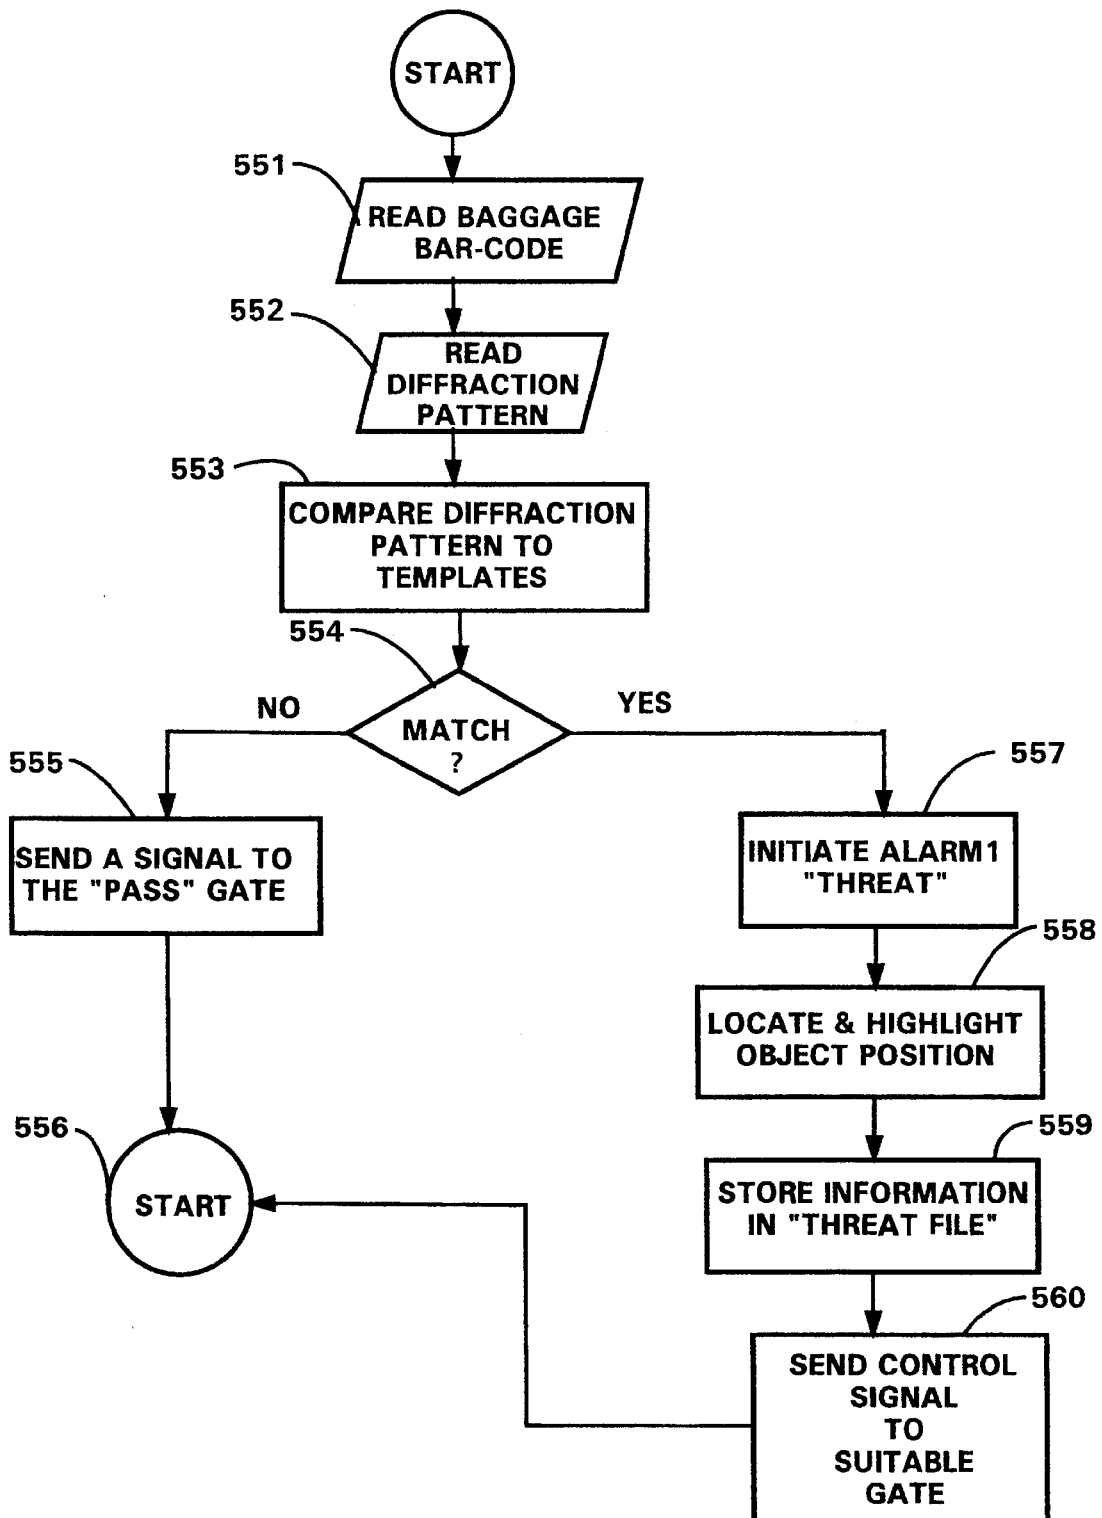 START
551
READ BAGGAGE
BAR-CODE
552
READ
DIFFRACTION
PATTERN
553
COMPARE DIFFRACTION
PATTERN TO
TEMPLATES
554
MATCH
?
NO
YES
555
SEND A SIGNAL TO
THE "PASS" GATE
556
START
557
INITIATE ALARM1
"THREAT"
558
LOCATE & HIGHLIGHT
OBJECT POSITION
559
STORE INFORMATION
IN "THREAT FILE"
560
SEND CONTROL
SIGNAL
TO
SUITABLE
GATE